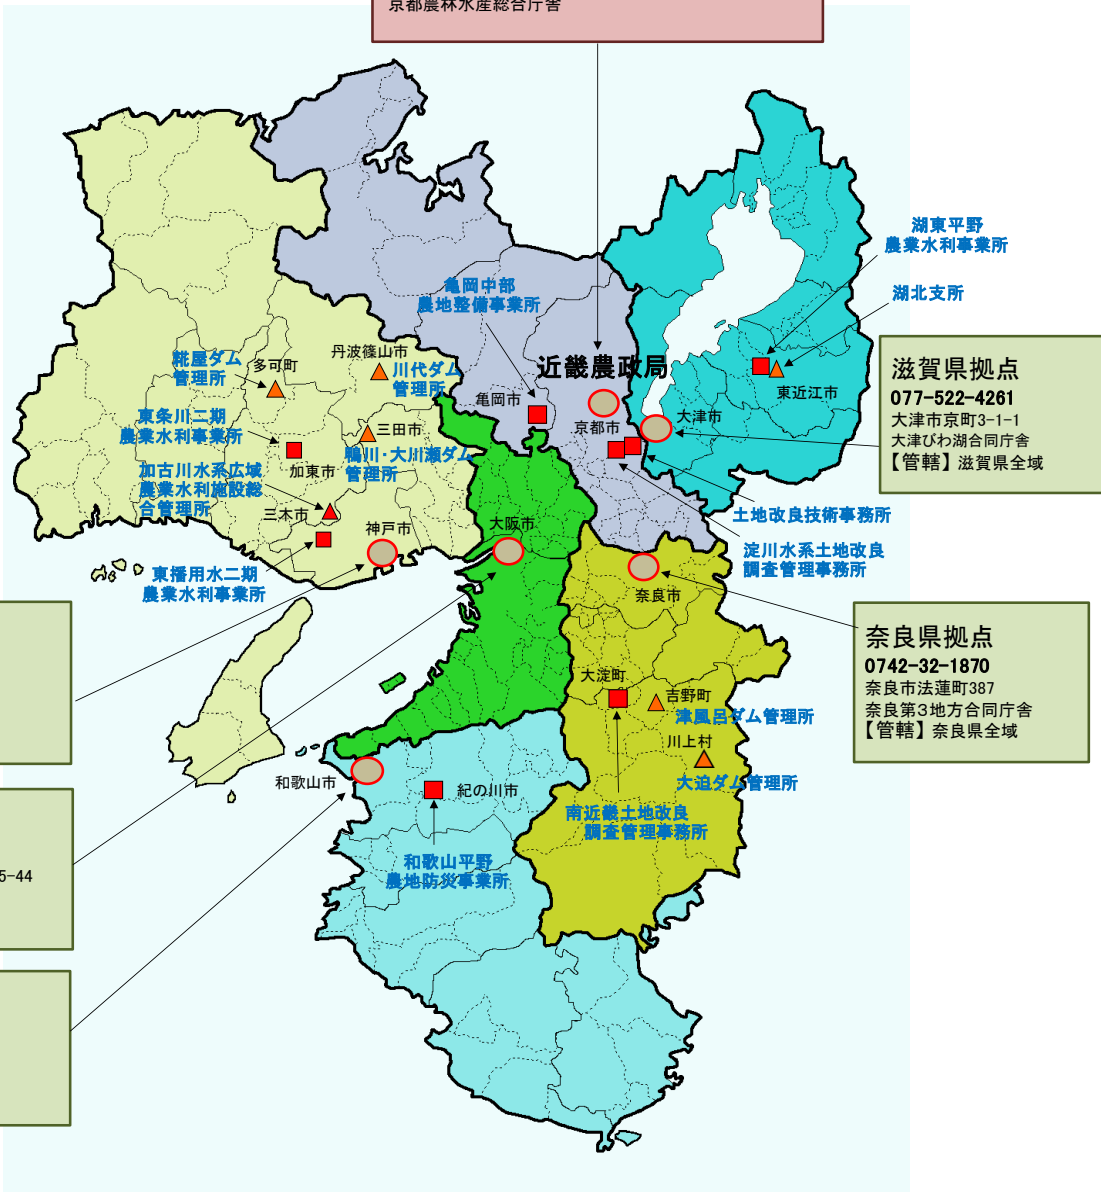 京都農林水産総合庁舎
湖東平野
農業水利事業所
湖北支所
亀岡中部
農地整備事業所
近畿農政局
丹波篠山市
多可町
糀屋ダム
管理所
川代ダム
管理所
亀岡市
京都市
大津市
東近江市
滋賀県拠点
077-522-4261
大津市京町3-1-1
大津びわ湖合同庁舎
【管轄】滋賀県全域
東条川二期
農業水利事業所
三田市
鴨川・大川瀬ダム
管理所
加東市
加古川水系広域
農業水利施設総
合管理所
三木市
神戸市
大阪市
土地改良技術事務所
淀川水系土地改良
調査管理事務所
東播用水二期
農業水利事業所
奈良市
奈良県拠点
0742-32-1870
奈良市法蓮町387
奈良第3地方合同庁舎
【管轄】奈良県全域
大淀町
吉野町
津風呂ダム管理所
川上村
大迫ダム管理所
和歌山市
紀の川市
南近畿土地改良
調査管理事務所
和歌山平野
農地防災事業所
5-44